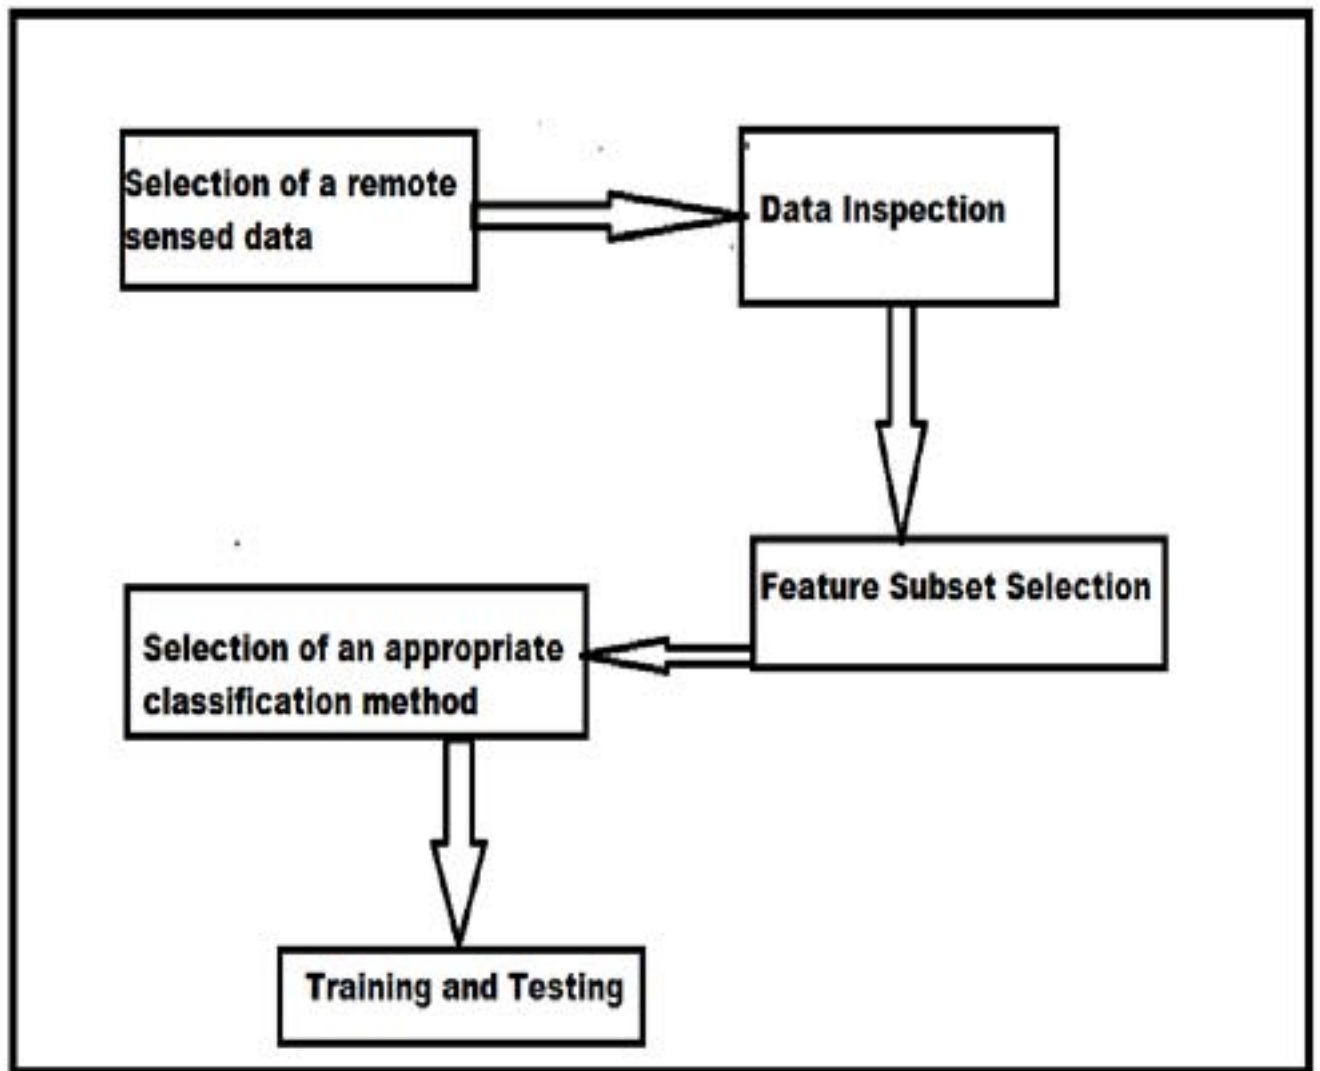 Selection of a remote
sensed data
Data Inspection
Feature Subset Selection
Selection of an appropriate
classification method
Training and Testing